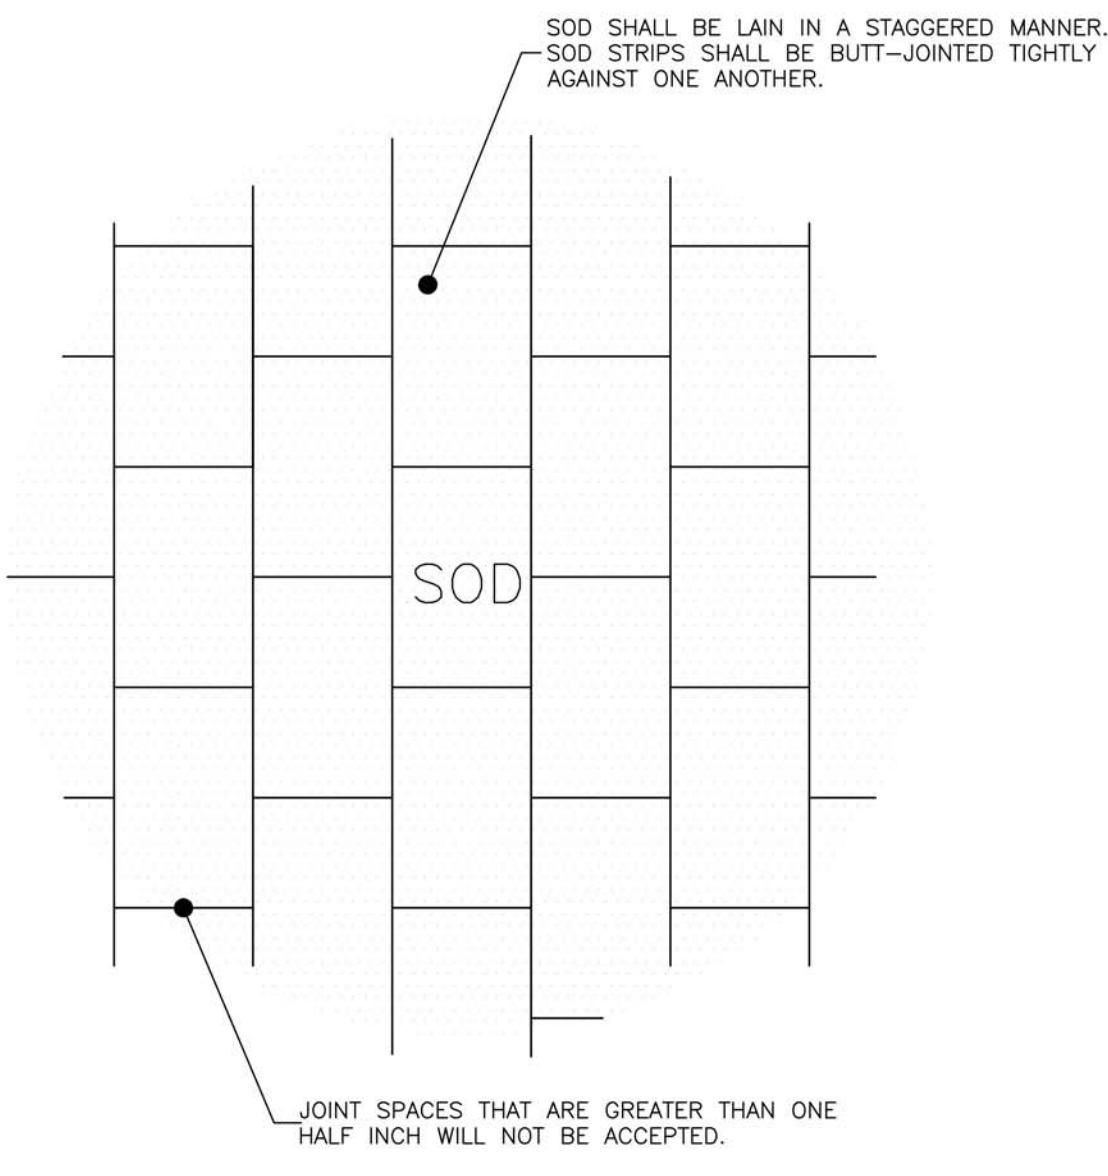 SOD SHALL BE LAIN IN A STAGGERED MANNER.
SOD STRIPS SHALL BE BUTT-JOINTED TIGHTLY
AGAINST ONE ANOTHER.
SOD
JOINT SPACES THAT ARE GREATER THAN ONE
HALF INCH WILL NOT BE ACCEPTED.